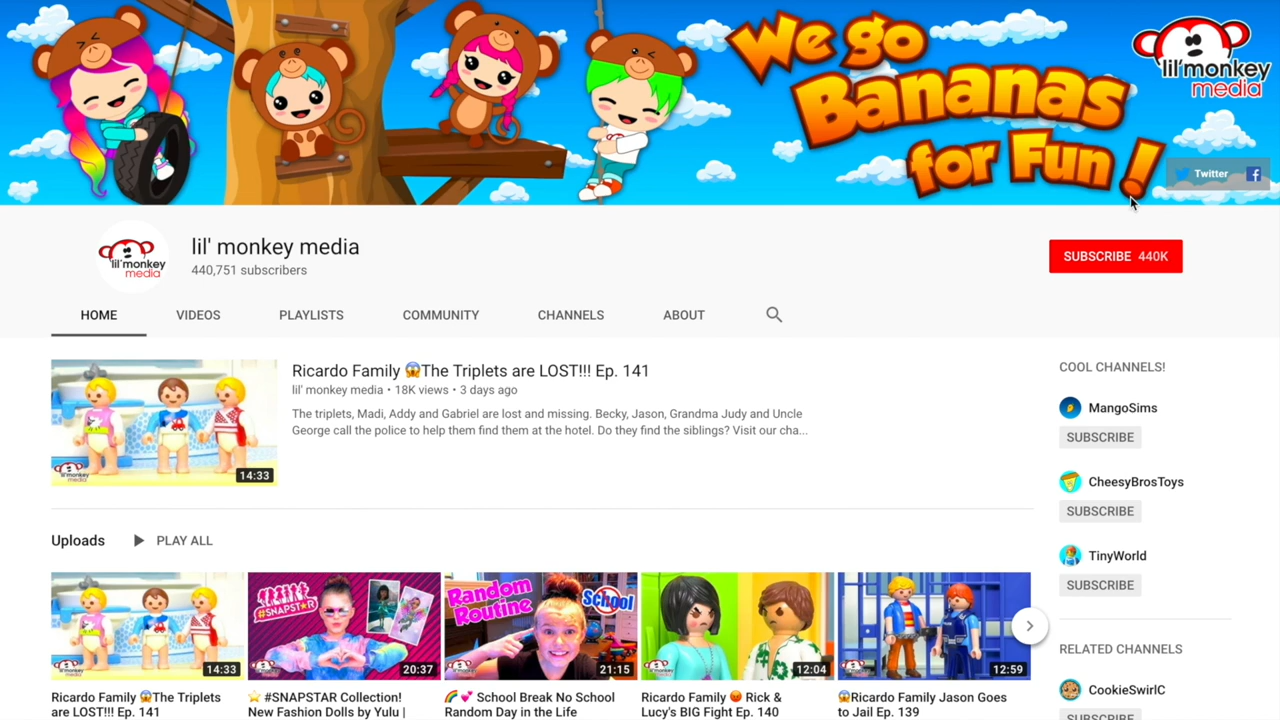 We go
Bananas
for Fun!
lil'monkey
media
Twitter
lil'monkey
media
lil' monkey media
440,751 subscribers
SUBSCRIBE 440K
HOME VIDEOS PLAYLISTS COMMUNITY CHANNELS ABOUT
Ricardo Family 😱The Triplets are LOST!!! Ep. 141
lil' monkey media • 18K views • 3 days ago
The triplets, Madi, Addy and Gabriel are lost and missing. Becky, Jason, Grandma Judy and Uncle
George call the police to help them find them at the hotel. Do they find the siblings? Visit our cha...
lil'monkey
media
14:33
COOL CHANNELS!
MangoSims
SUBSCRIBE
CheesyBrosToys
SUBSCRIBE
TinyWorld
SUBSCRIBE
RELATED CHANNELS
CookieSwirlC
SUBSCRIBE
Uploads PLAY ALL
14:33
Ricardo Family 😱The Triplets
are LOST!!! Ep. 141
#SNAPSTAR
20:37
⭐ #SNAPSTAR Collection!
New Fashion Dolls by Yulu |
Random
Routine
School
21:15
🌈💕 School Break No School
Random Day in the Life
12:04
Ricardo Family 😡 Rick &
Lucy's BIG Fight Ep. 140
12:59
😱Ricardo Family Jason Goes
to Jail Ep. 139